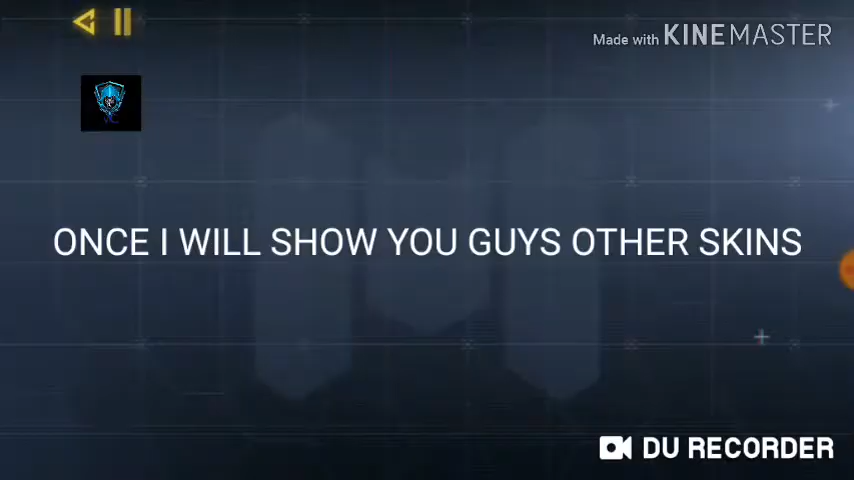 Made with KINEMASTER
ONCE I WILL SHOW YOU GUYS OTHER SKINS
DU RECORDER